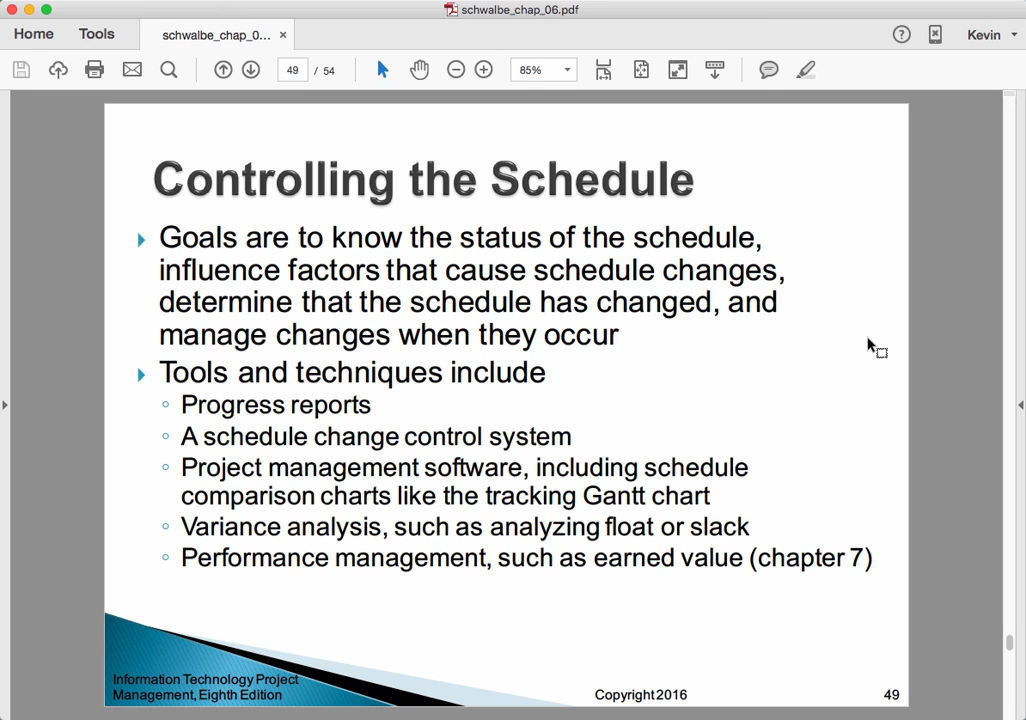 schwalbe_chap_06.pdf
Home Tools schwalbe_chap_0... × Kevin
49 / 54 85%
Controlling the Schedule
Goals are to know the status of the schedule,
influence factors that cause schedule changes,
determine that the schedule has changed, and
manage changes when they occur
Tools and techniques include
Progress reports
A schedule change control system
Project management software, including schedule
comparison charts like the tracking Gantt chart
Variance analysis, such as analyzing float or slack
Performance management, such as earned value (chapter 7)
Information Technology Project
Management, Eighth Edition
Copyright 2016
49